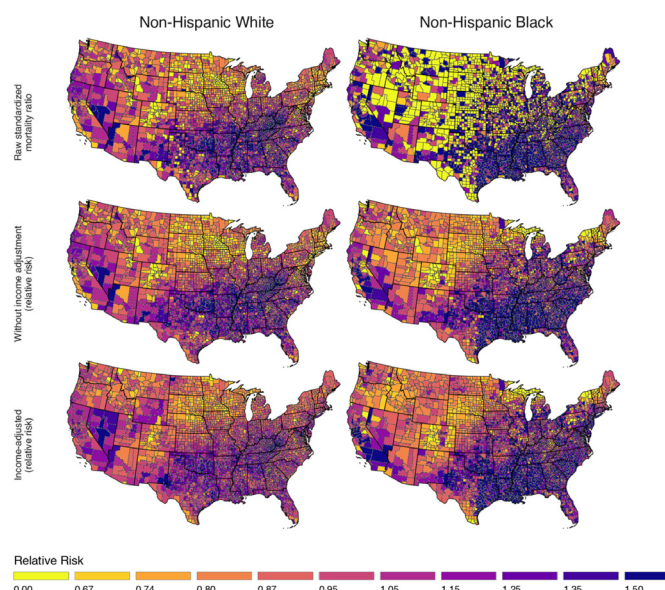 Non-Hispanic White
Non-Hispanic Black
Raw standardized
mortality ratio
Without income adjustment
(relative risk)
Income-adjusted
(relative risk)
Relative Risk
0.00 0.67 0.74 0.80 0.87 0.95 1.05 1.15 1.25 1.35 1.50